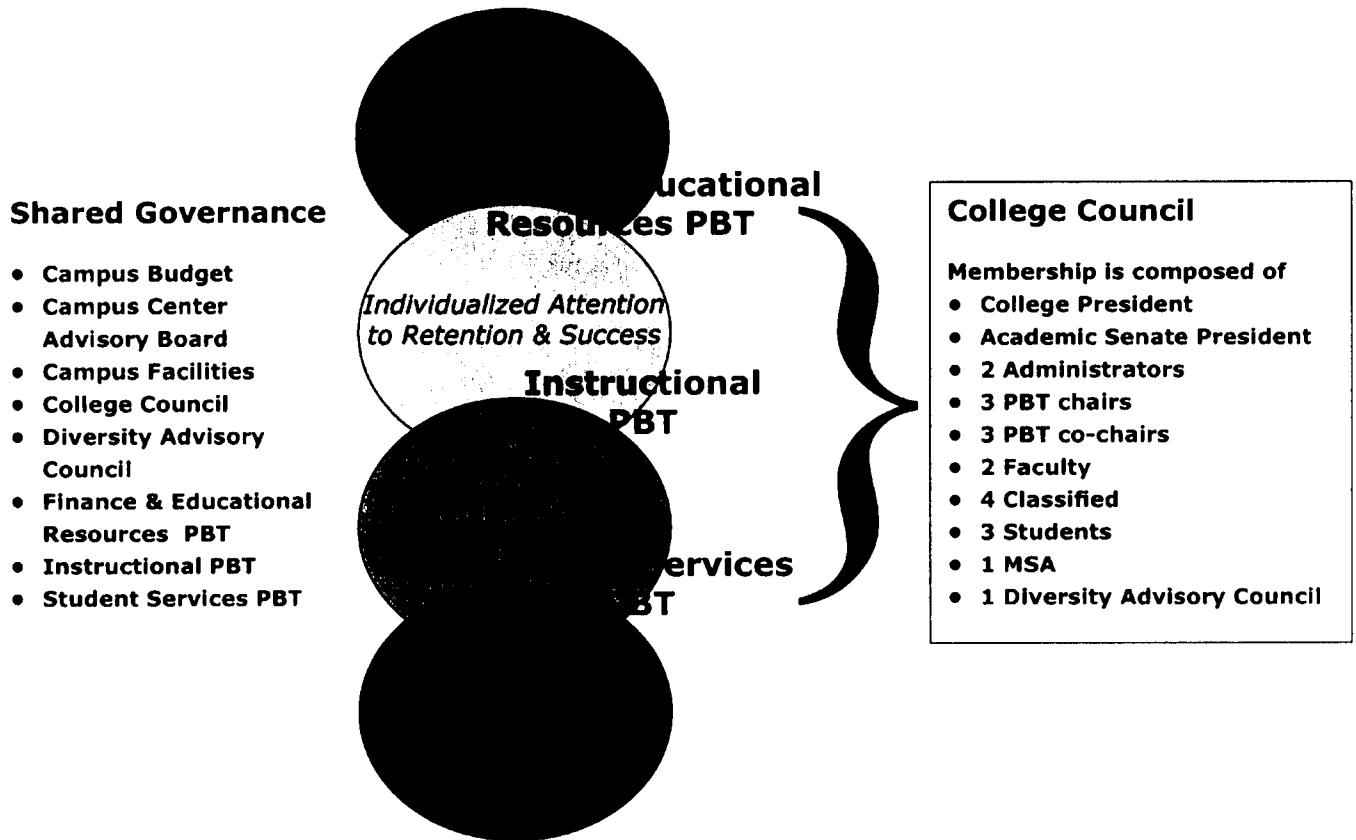 Shared Governance
• Campus Budget
• Campus Center
Advisory Board
• Campus Facilities
• College Council
• Diversity Advisory
Council
• Finance & Educational
Resources PBT
• Instructional PBT
• Student Services PBT
ucational
Resources PBT
Individualized Attention
to Retention & Success
Instructional
PBT
ervices
BT
College Council
Membership is composed of
• College President
• Academic Senate President
• 2 Administrators
• 3 PBT chairs
• 3 PBT co-chairs
• 2 Faculty
• 4 Classified
• 3 Students
• 1 MSA
• 1 Diversity Advisory Council